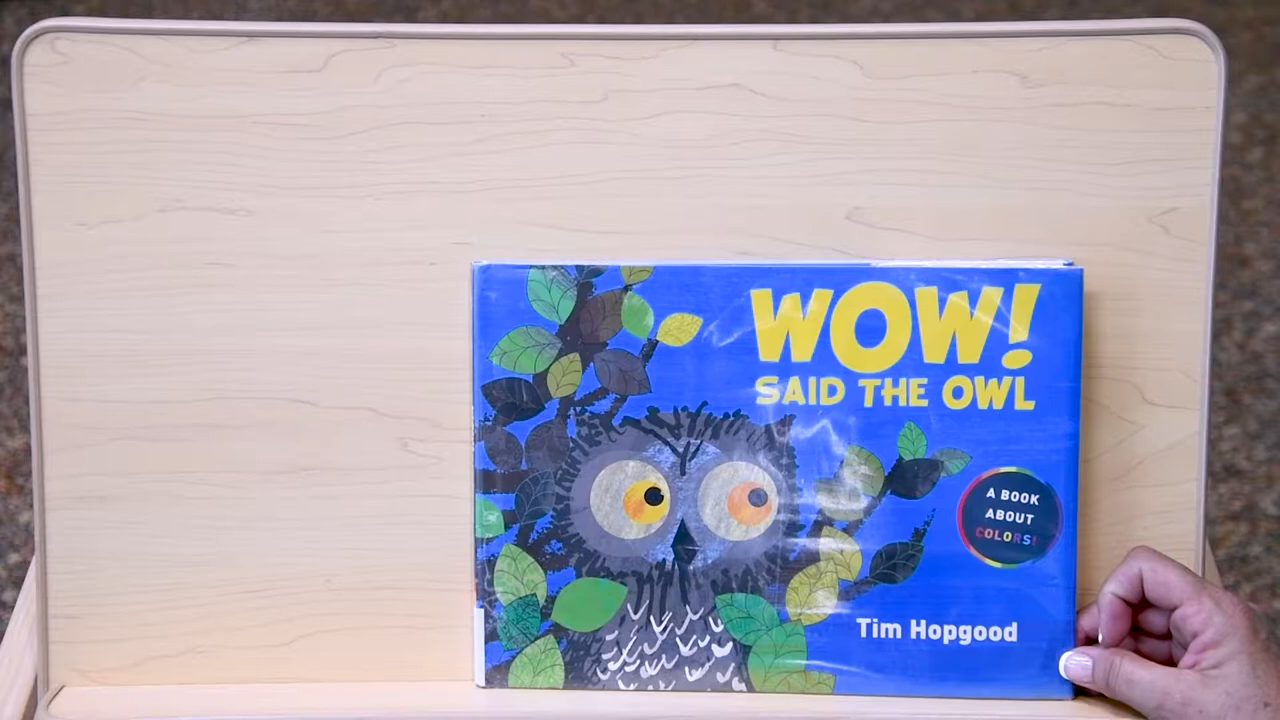 WOW!
SAID THE OWL
A BOOK
ABOUT
COLORS!
Tim Hopgood